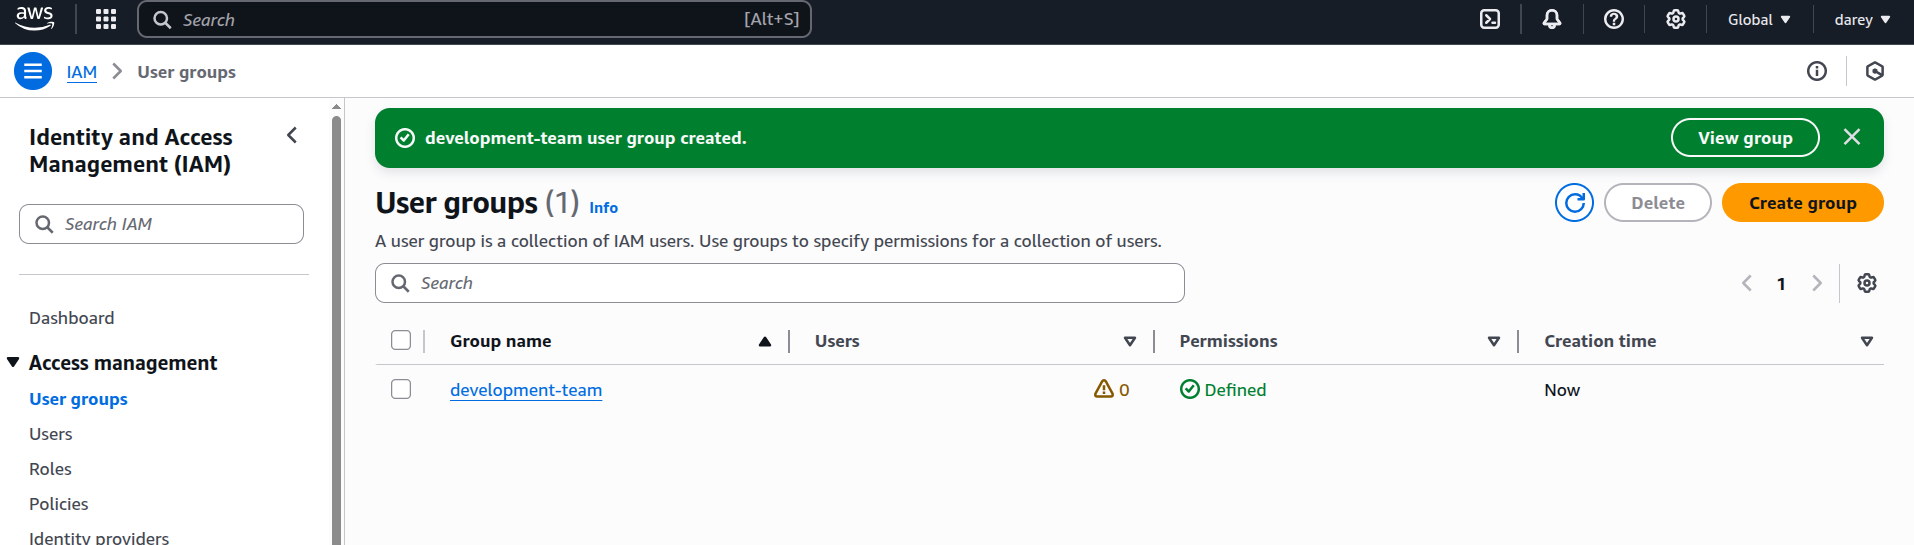 aws
Search [Alt+S] Global darey
IAM User groups
Identity and Access
Management (IAM)
Search IAM
Dashboard
Access management
User groups
Users
Roles
Policies
Identity providers
development-team user group created. View group
User groups (1) Info Delete Create group
A user group is a collection of IAM users. Use groups to specify permissions for a collection of users.
Search 1
Group name Users Permissions Creation time
development-team 0 Defined Now